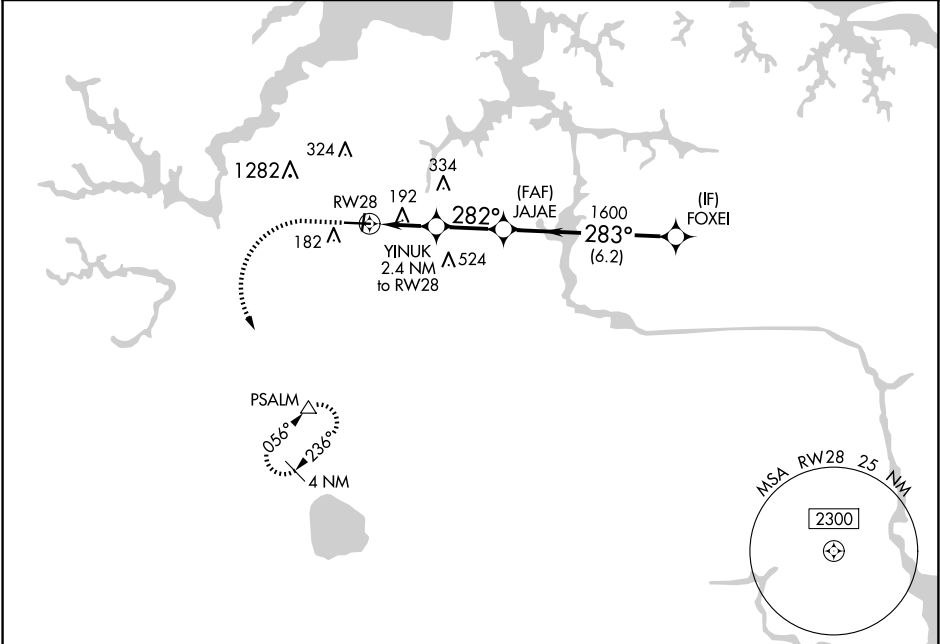 324
1282
334
RW28
192
182
282°
(FAF)
JAJAE
1600
283°
(6.2)
(IF)
FOXEI
YINUK
2.4 NM
to RW28
524
PSALM
056°
236°
4 NM
MSA RW28 25 NM
2300